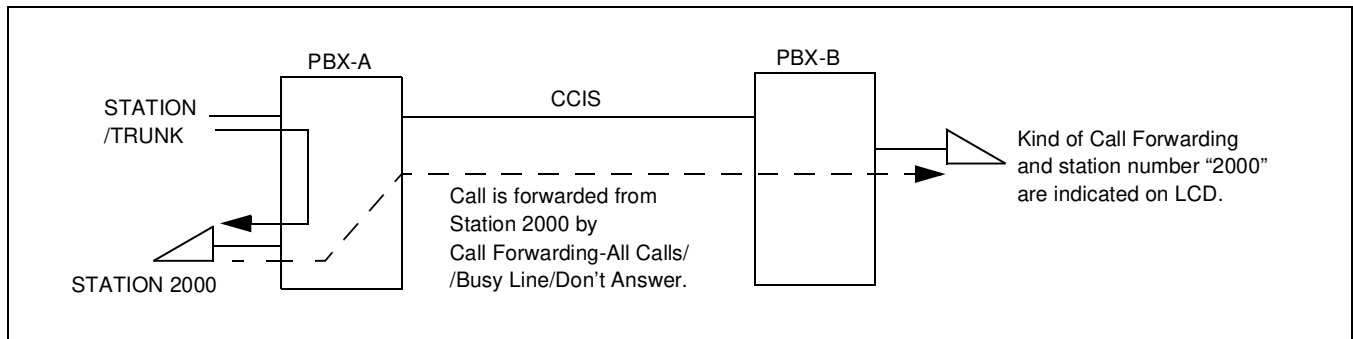 PBX-A
PBX-B
STATION
/TRUNK
CCIS
Kind of Call Forwarding
and station number “2000”
are indicated on LCD.
Call is forwarded from
Station 2000 by
Call Forwarding-All Calls/
/Busy Line/Don’t Answer.
STATION 2000